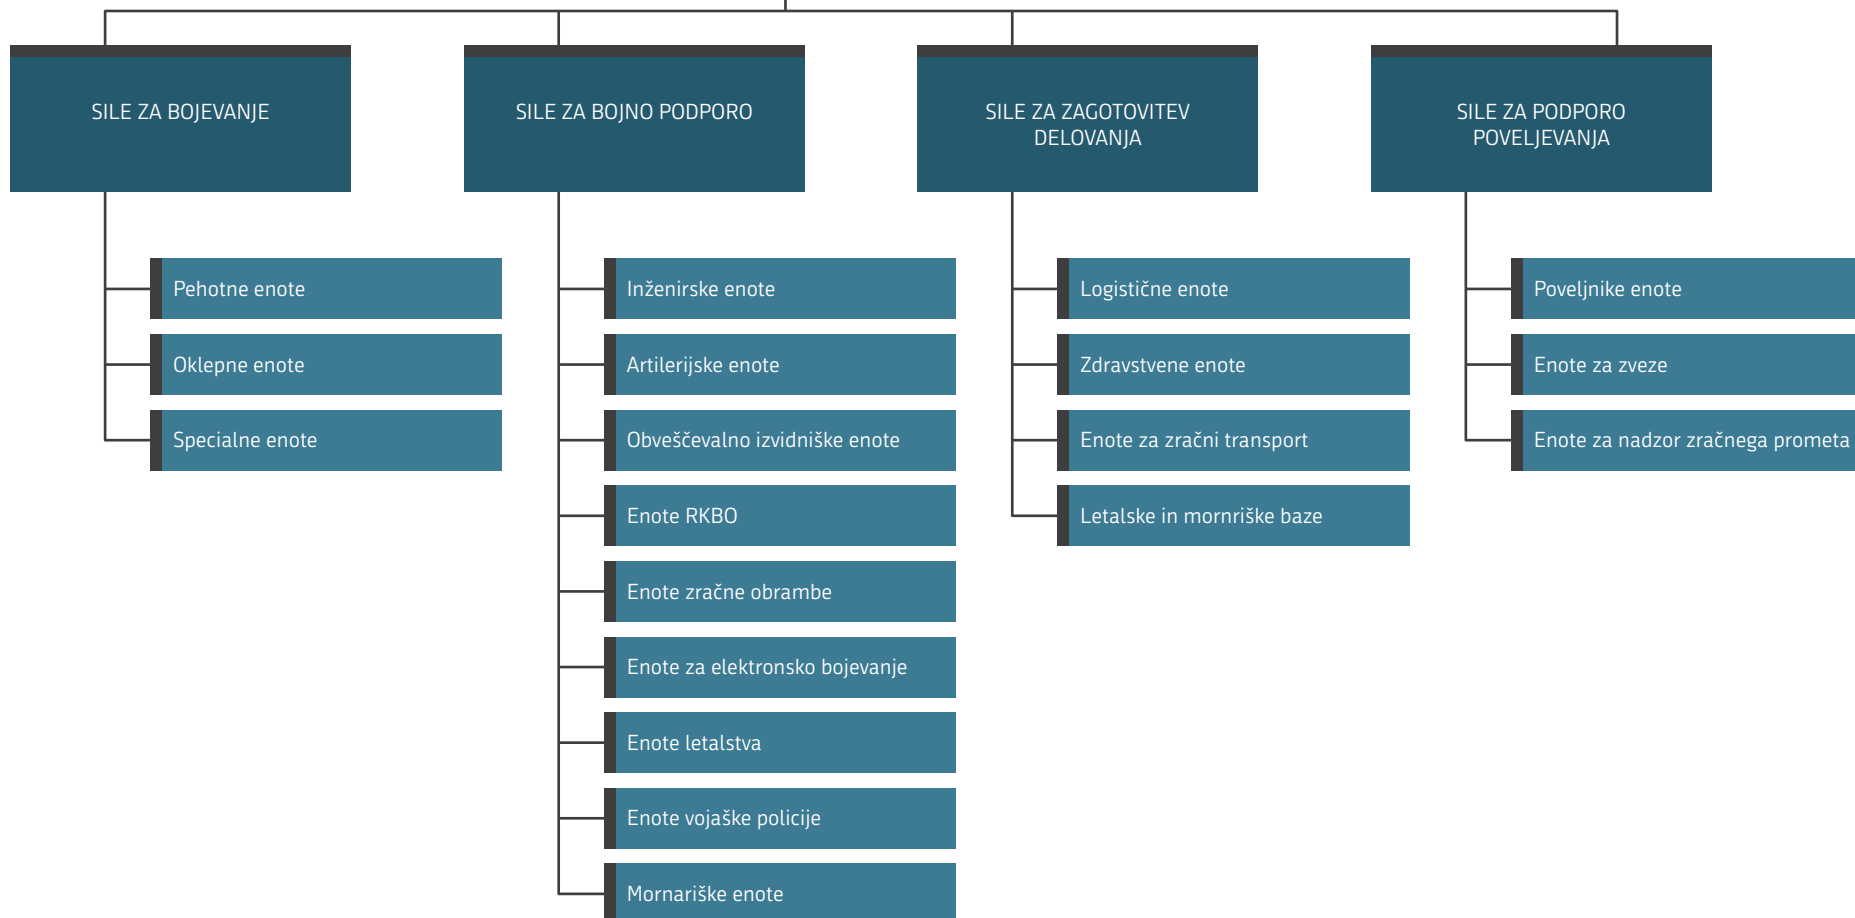 SILE ZA BOJEVANJE
Pehotne enote
Oklepne enote
Specialne enote
SILE ZA BOJNO PODPORO
Inženirske enote
Artilerijske enote
Obveščevalno izvidniške enote
Enote RKBO
Enote zračne obrambe
Enote za elektronsko bojevanje
Enote letalstva
Enote vojaške policije
Mornariške enote
SILE ZA ZAGOTOVITEV
DELOVANJA
Logistične enote
Zdravstvene enote
Enote za zračni transport
Letalske in mornriške baze
SILE ZA PODPORO
POVELJEVANJA
Poveljnike enote
Enote za zveze
Enote za nadzor zračnega prometa